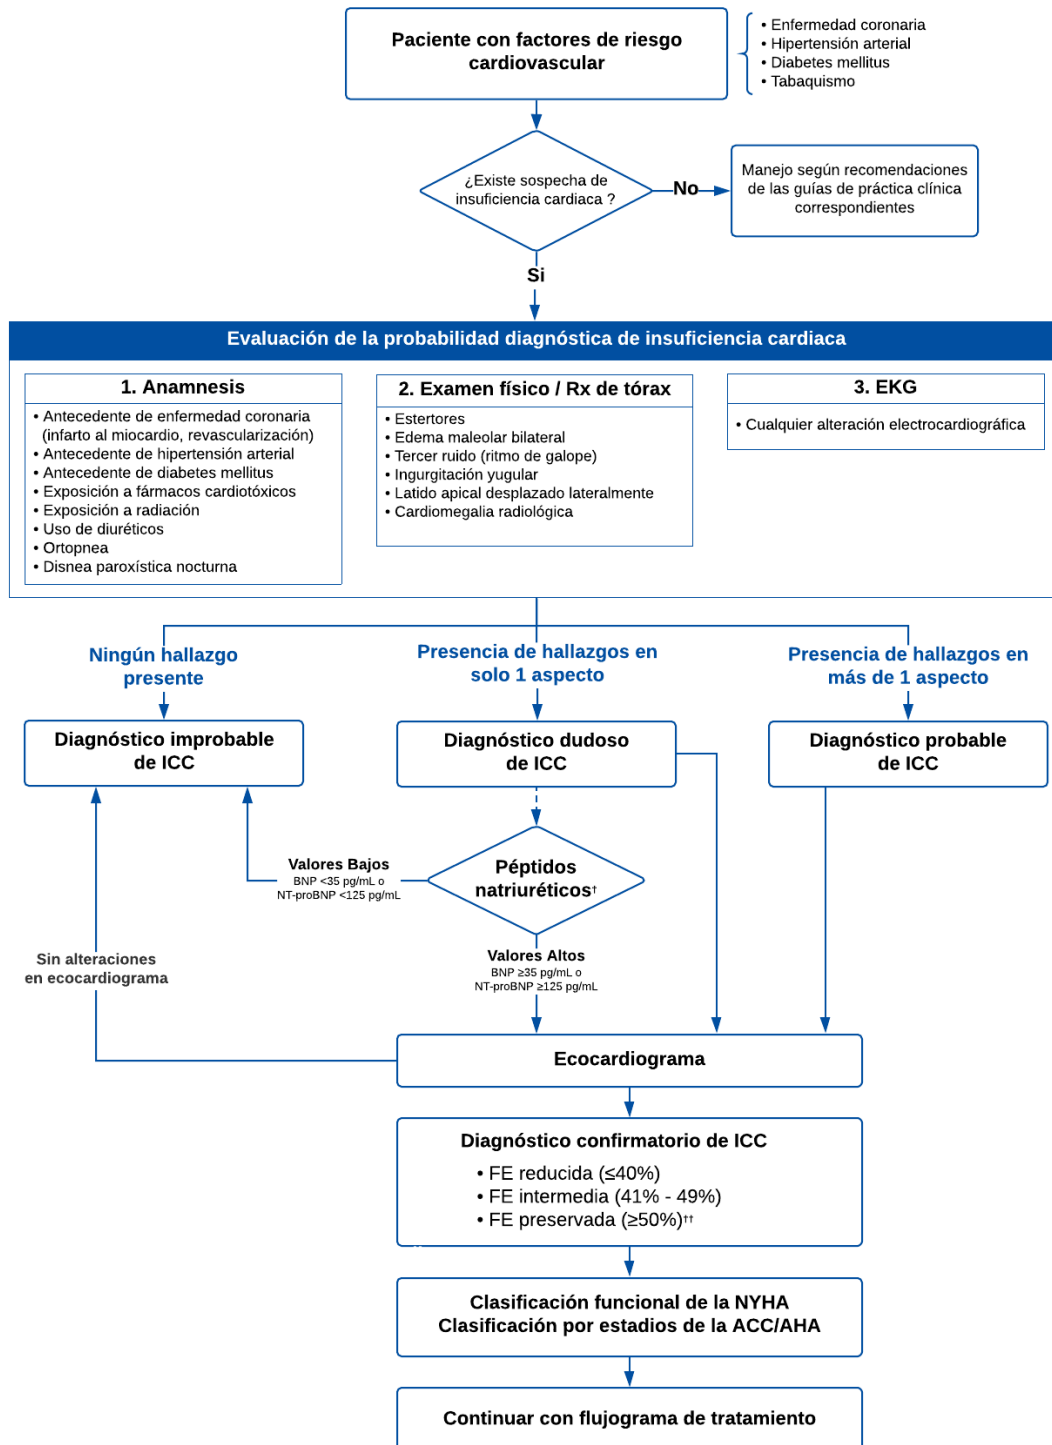 Paciente con factores de riesgo
cardiovascular
• Enfermedad coronaria
• Hipertensión arterial
• Diabetes mellitus
• Tabaquismo
¿Existe sospecha de
insuficiencia cardiaca ?
No
Manejo según recomendaciones
de las guías de práctica clínica
correspondientes
Si
Evaluación de la probabilidad diagnóstica de insuficiencia cardiaca
1. Anamnesis
• Antecedente de enfermedad coronaria
(infarto al miocardio, revascularización)
• Antecedente de hipertensión arterial
• Antecedente de diabetes mellitus
• Exposición a fármacos cardiotóxicos
• Exposición a radiación
• Uso de diuréticos
• Ortopnea
• Disnea paroxística nocturna
2. Examen físico / Rx de tórax
• Estertores
• Edema maleolar bilateral
• Tercer ruido (ritmo de galope)
• Ingurgitación yugular
• Latido apical desplazado lateralmente
• Cardiomegalia radiológica
3. EKG
• Cualquier alteración electrocardiográfica
Ningún hallazgo
presente
Presencia de hallazgos en
solo 1 aspecto
Presencia de hallazgos en
más de 1 aspecto
Diagnóstico improbable
de ICC
Diagnóstico dudoso
de ICC
Diagnóstico probable
de ICC
Valores Bajos
BNP <35 pg/mL o
NT-proBNP <125 pg/mL
Péptidos
natriuréticos†
Valores Altos
BNP ≥35 pg/mL o
NT-proBNP ≥125 pg/mL
Sin alteraciones
en ecocardiograma
Ecocardiograma
Diagnóstico confirmatorio de ICC
• FE reducida (≤40%)
• FE intermedia (41% - 49%)
• FE preservada (≥50%)††
Clasificación funcional de la NYHA
Clasificación por estadios de la ACC/AHA
Continuar con flujograma de tratamiento